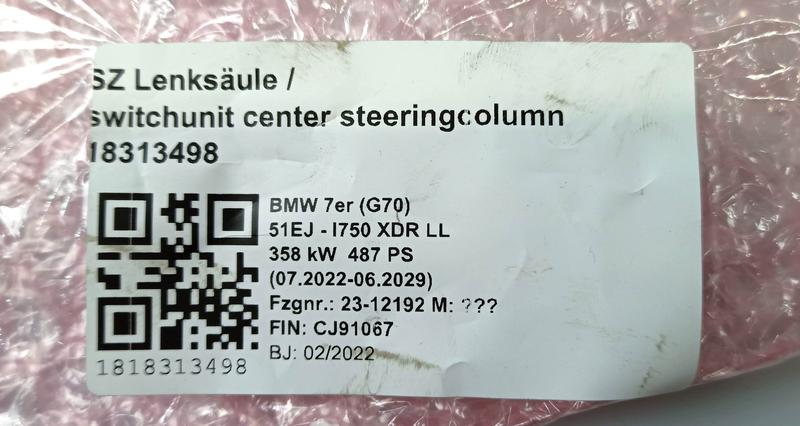 SZ Lenksäule /
switchunit center steeringcolumn
18313498
BMW 7er (G70)
51EJ - I750 XDR LL
358 kW 487 PS
(07.2022-06.2029)
Fzgnr.: 23-12192 M: ???
FIN: CJ91067
BJ: 02/2022
1818313498